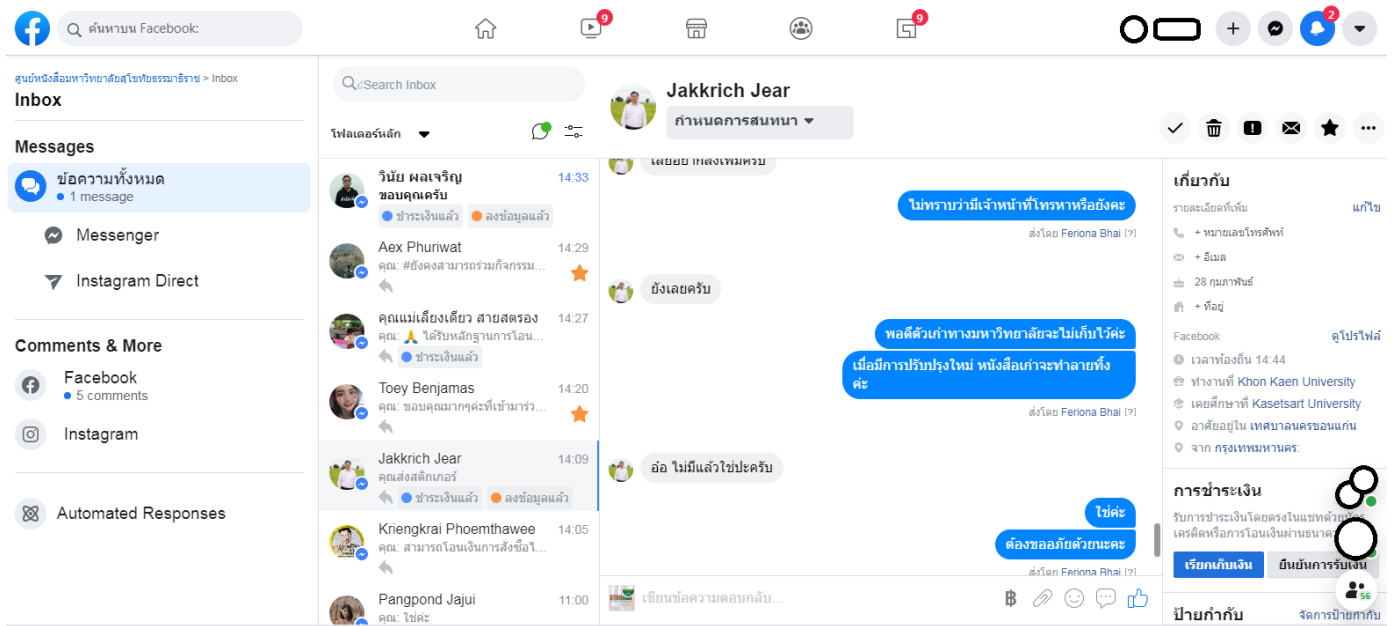 ค้นหาบน Facebook:
9
9
2
ศูนย์หนังสือมหาวิทยาลัยสุโขทัยธรรมาธิราช > Inbox
Inbox
Messages
ข้อความทั้งหมด
1 message
Messenger
Instagram Direct
Comments & More
Facebook
5 comments
Instagram
Automated Responses
Search Inbox
โฟลเดอร์หลัก
วินัย ผลเจริญ 14:33
ขอบคุณครับ
ชำระเงินแล้ว ลงข้อมูลแล้ว
Aex Phuriwat 14:29
คุณ: #ยังคงสามารถร่วมกิจกรรม...
คุณแม่เลี้ยงเดี่ยว สายสตรอง 14:27
คุณ: 🙏 ได้รับหลักฐานการโอน...
ชำระเงินแล้ว
Toey Benjamas 14:20
คุณ: ขอบคุณมากๆค่ะที่เข้ามาร่ว...
Jakkrich Jear 14:09
คุณส่งสติกเกอร์
ชำระเงินแล้ว ลงข้อมูลแล้ว
Kriengkrai Phoemthawee 14:05
คุณ: สามารถโอนเงินการสั่งซื้อไ...
Pangpond Jajui 11:00
คุณ: ใช่ค่ะ
Jakkrich Jear
กำหนดการสนทนา
เลยอยากส่งเพิ่มครับ
ไม่ทราบว่ามีเจ้าหน้าที่โทรหาหรือยังคะ
ส่งโดย Feriona Bhai [?]
ยังเลยครับ
พอดีตัวเก่าทางมหาวิทยาลัยจะไม่เก็บไว้ค่ะ
เมื่อมีการปรับปรุงใหม่ หนังสือเก่าจะทำลายทิ้ง
ค่ะ
ส่งโดย Feriona Bhai [?]
อ๋อ ไม่มีแล้วใช่ปะครับ
ใช่ค่ะ
ต้องขออภัยด้วยนะคะ
ส่งโดย Feriona Bhai [?]
เขียนข้อความตอบกลับ...
เกี่ยวกับ
รายละเอียดที่เพิ่ม แก้ไข
+ หมายเลขโทรศัพท์
+ อีเมล
28 กุมภาพันธ์
+ ที่อยู่
Facebook ดูโปรไฟล์
เวลาท้องถิ่น 14:44
ทำงานที่ Khon Kaen University
เคยศึกษาที่ Kasetsart University
อาศัยอยู่ใน เทศบาลนครขอนแก่น
จาก กรุงเทพมหานคร:
การชำระเงิน
รับการชำระเงินโดยตรงในแชทด้วยบัตร
เครดิตหรือการโอนเงินผ่านธนาค
เรียกเก็บเงิน ยืนยันการรับเงิน
56
ป้ายกำกับ จัดการป้ายกำกับ